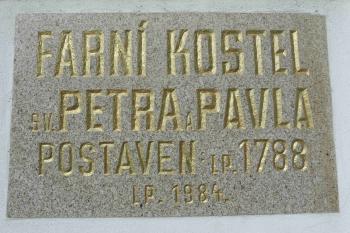 FARNÍ KOSTEL
SV. PETRA A PAVLA
POSTAVEN L.P. 1788
L.P. 1984.